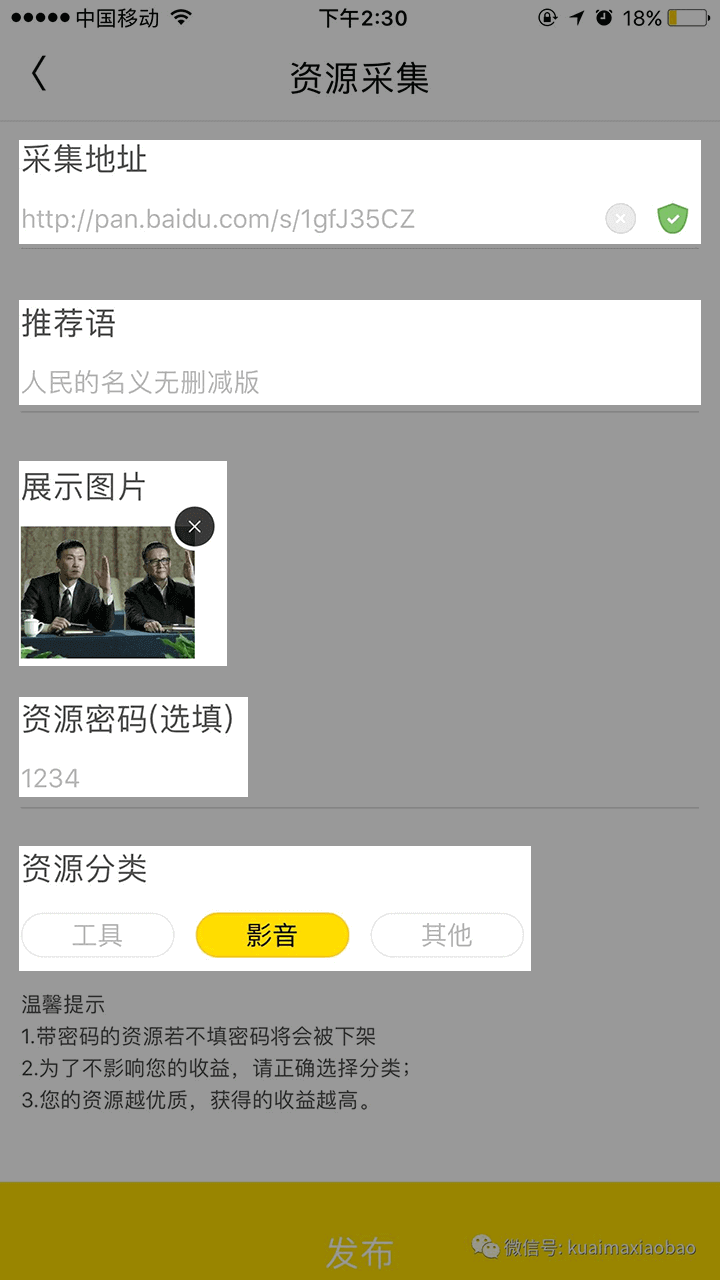 中国移动 下午2:30 18%
资源采集
采集地址
http://pan.baidu.com/s/1gfJ35CZ
推荐语
人民的名义无删减版
展示图片
资源密码(选填)
1234
资源分类
工具 影音 其他
温馨提示
1.带密码的资源若不填密码将会被下架
2.为了不影响您的收益，请正确选择分类；
3.您的资源越优质，获得的收益越高。
发布
微信号: kuaimaxiaobao